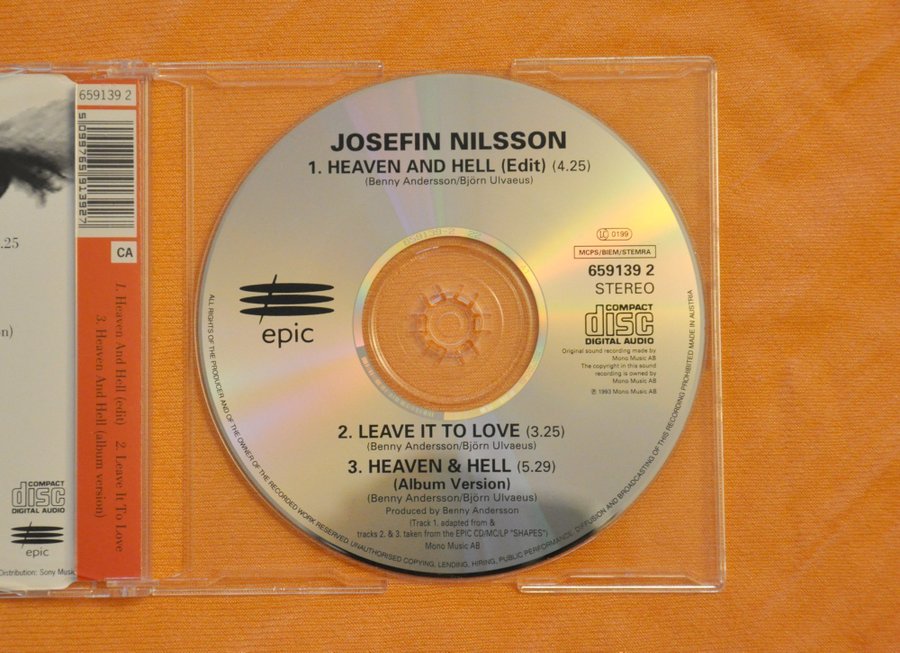 659139 2
5099765913927
CA
1. Heaven And Hell (edit) 2. Leave It To Love
3. Heaven And Hell (album version)
.25
COMPACT
disc
DIGITAL AUDIO
epic
Distribution: Sony Music
JOSEFIN NILSSON
1. HEAVEN AND HELL (Edit) (4.25)
(Benny Andersson/Björn Ulvaeus)
659139-2 22
epic
LC 0199
MCPS/BIEM/STEMRA
659139 2
STEREO
COMPACT
disc
DIGITAL AUDIO
Original sound recording made by
Mono Music AB
The copyright in this sound
recording is owned by
Mono Music AB
℗ 1993 Mono Music AB
2. LEAVE IT TO LOVE (3.25)
(Benny Andersson/Björn Ulvaeus)
3. HEAVEN & HELL (5.29)
(Album Version)
(Benny Andersson/Björn Ulvaeus)
Produced by Benny Andersson
(Track 1. adapted from &
tracks 2. & 3. taken from the EPIC CD/MC/LP "SHAPES")
Mono Music AB
ALL RIGHTS OF THE PRODUCER AND OF THE OWNER OF THE RECORDED WORK RESERVED. UNAUTHORISED COPYING, LENDING, HIRING, PUBLIC PERFORMANCE, DIFFUSION AND BROADCASTING OF THIS RECORDING PROHIBITED MADE IN AUSTRIA